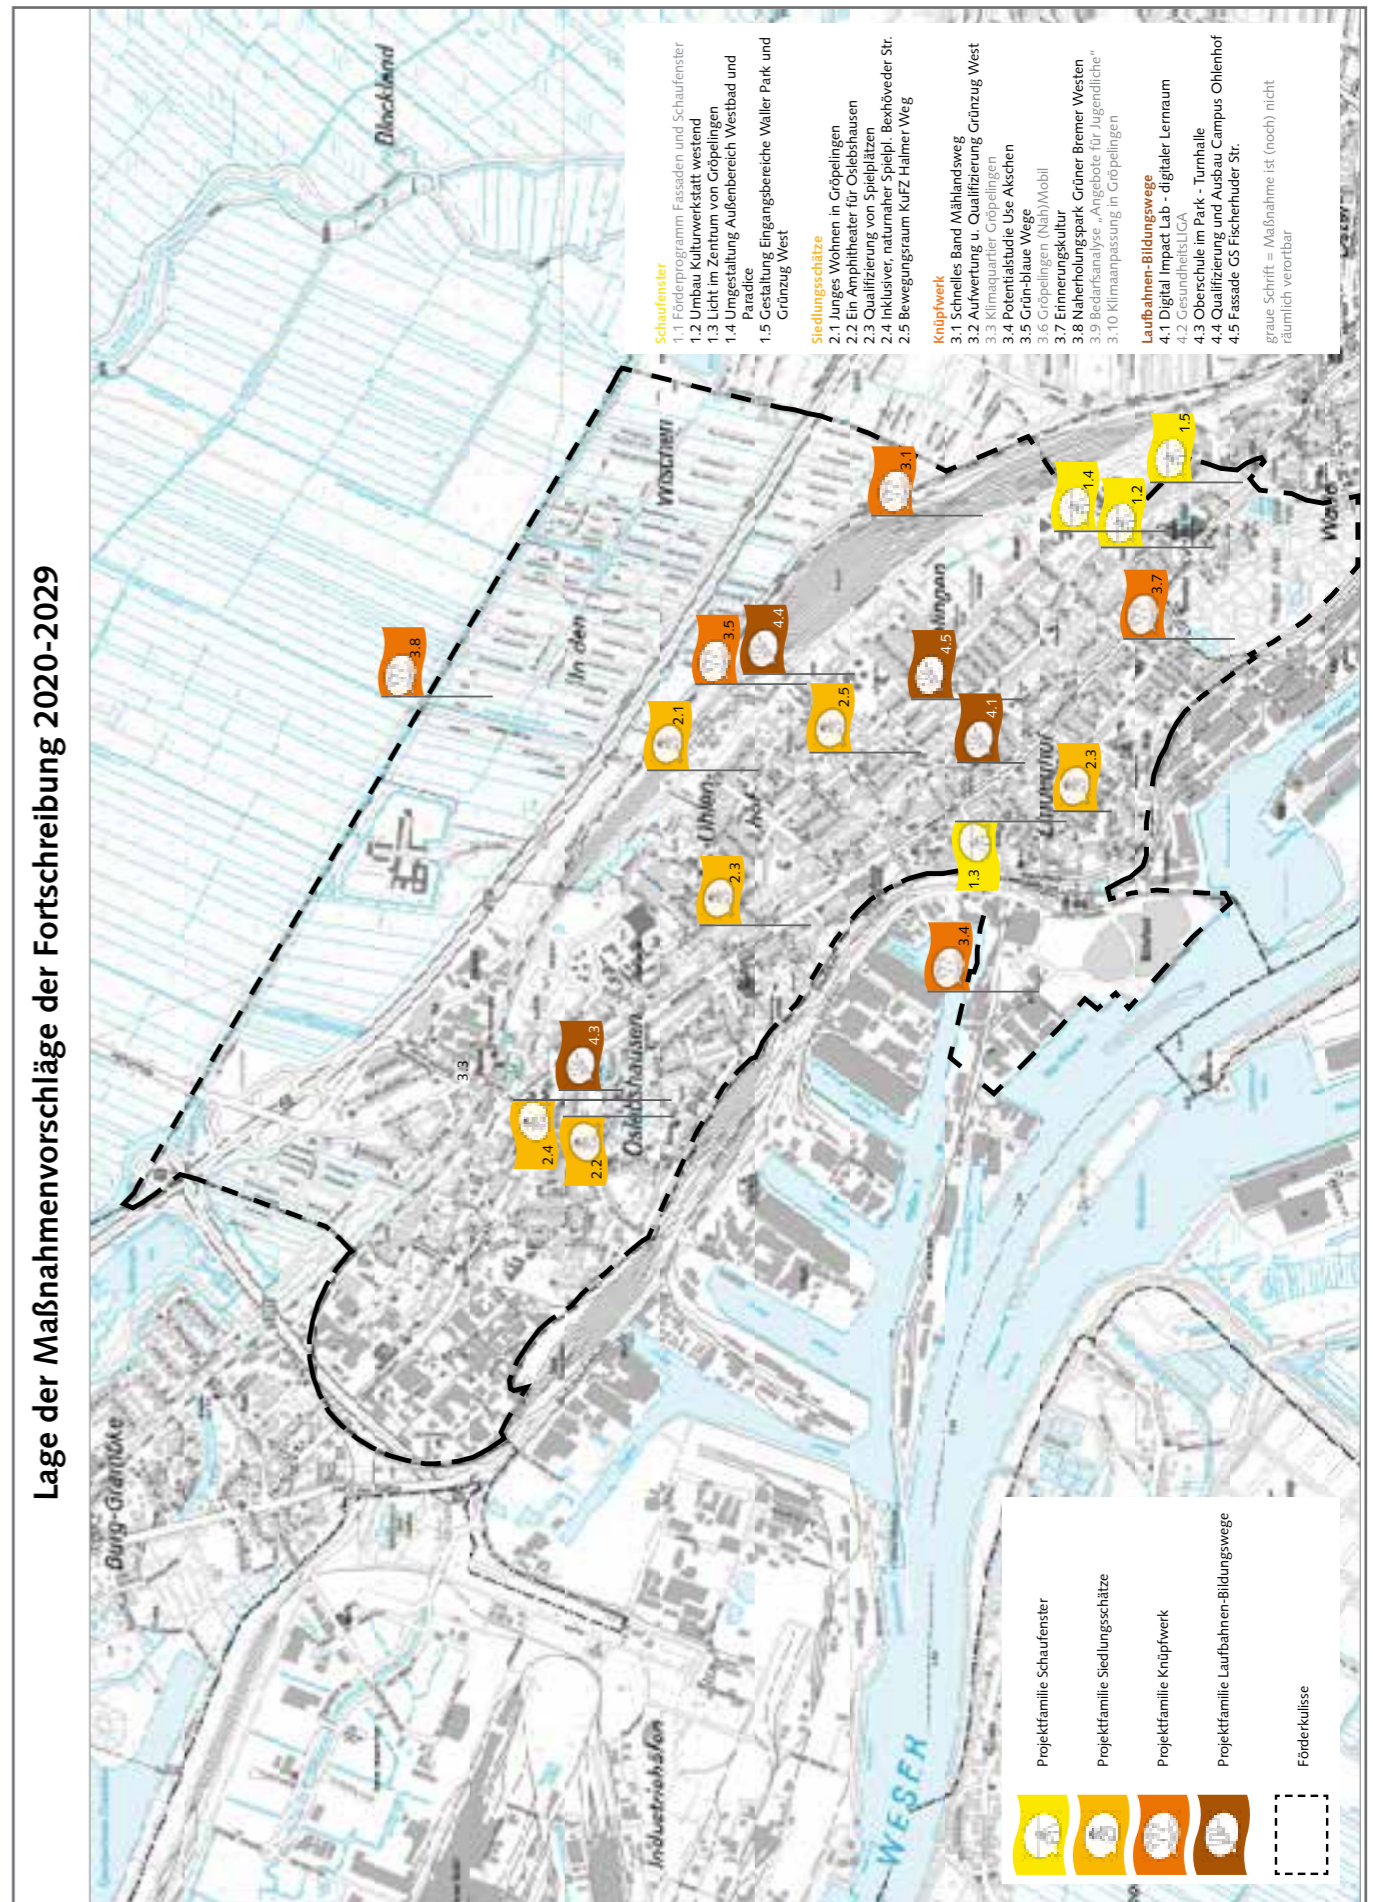 Lage der Maßnahmenvorschläge der Fortschreibung 2020-2029
Schaufenster
1.1 Förderprogramm Fassaden und Schaufenster
1.2 Umbau Kulturwerkstatt westend
1.3 Licht im Zentrum von Gröpelingen
1.4 Umgestaltung Außenbereich Westbad und
Paradice
1.5 Gestaltung Eingangsbereiche Waller Park und
Grünzug West
Siedlungsschätze
2.1 Junges Wohnen in Gröpelingen
2.2 Ein Amphitheater für Oslebshausen
2.3 Qualifizierung von Spielplätzen
2.4 Inklusiver, naturnaher Spielpl. Bexhöveder Str.
2.5 Bewegungsraum KuFZ Halmer Weg
Knüpfwerk
3.1 Schnelles Band Mählandsweg
3.2 Aufwertung u. Qualifizierung Grünzug West
3.3 Klimaquartier Gröpelingen
3.4 Potentialstudie Use Akschen
3.5 Grün-blaue Wege
3.6 Gröpelingen (Nah)Mobil
3.7 Erinnerungskultur
3.8 Naherholungspark Grüner Bremer Westen
3.9 Bedarfsanalyse „Angebote für Jugendliche“
3.10 Klimaanpassung in Gröpelingen
Laufbahnen-Bildungswege
4.1 Digital Impact Lab - digitaler Lernraum
4.2 GesundheitsLIGA
4.3 Oberschule im Park - Turnhalle
4.4 Qualifizierung und Ausbau Campus Ohlenhof
4.5 Fassade GS Fischerhuder Str.
graue Schrift = Maßnahme ist (noch) nicht
räumlich verortbar
Blockland
Burg-Grambke
In den
Wischen
3.8
3.1
1.5
1.4
1.2
3.7
3.5
4.4
4.5
2.1
2.5
4.1
2.3
Ohlen
hof
2.3
1.3
3.4
3.3
4.3
2.4
2.2
Oslebshausen
Industriehäfen
WESER
Projektfamilie Schaufenster
Projektfamilie Siedlungsschätze
Projektfamilie Knüpfwerk
Projektfamilie Laufbahnen-Bildungswege
Förderkulisse